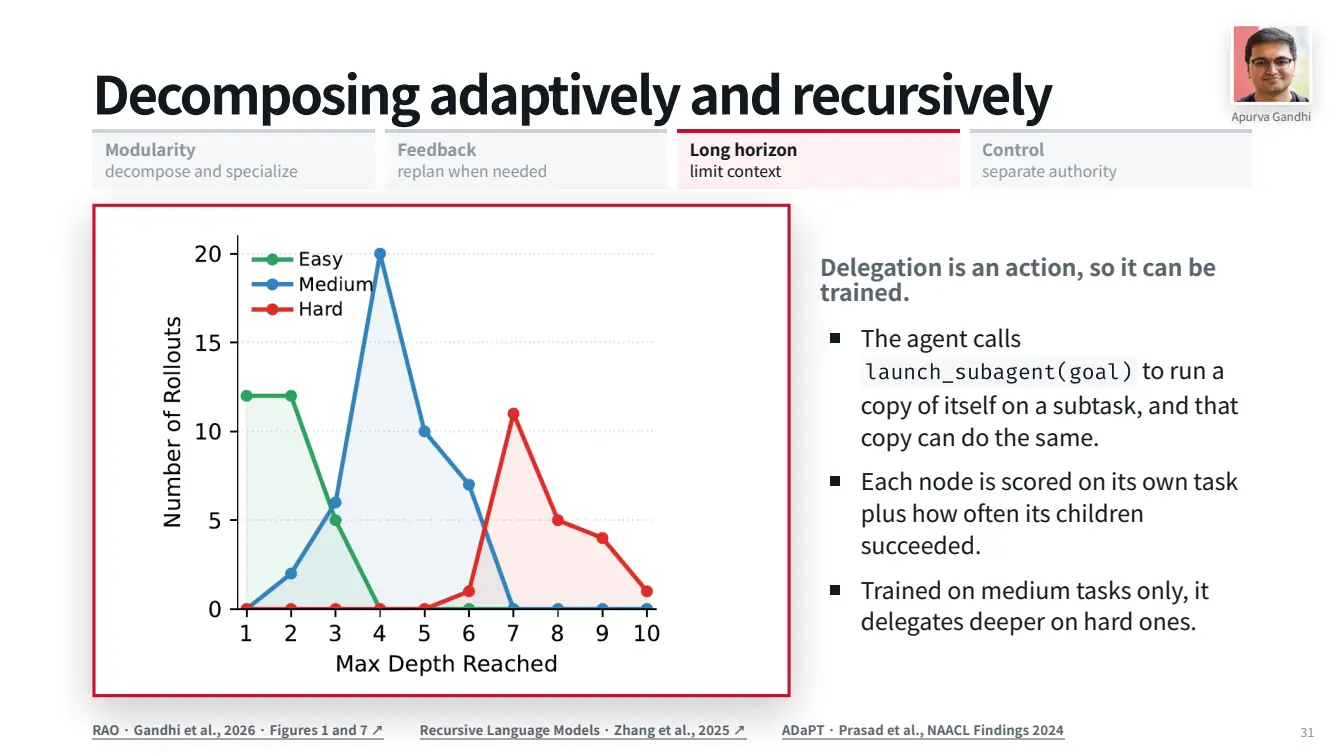 Decomposing adaptively and recursively
Apurva Gandhi
Modularity
decompose and specialize
Feedback
replan when needed
Long horizon
limit context
Control
separate authority
20
15
10
5
0
Number of Rollouts
Easy
Medium
Hard
1 2 3 4 5 6 7 8 9 10
Max Depth Reached
Delegation is an action, so it can be
trained.
▪ The agent calls
launch_subagent(goal) to run a
copy of itself on a subtask, and that
copy can do the same.
▪ Each node is scored on its own task
plus how often its children
succeeded.
▪ Trained on medium tasks only, it
delegates deeper on hard ones.
RAO · Gandhi et al., 2026 · Figures 1 and 7 ↗
Recursive Language Models · Zhang et al., 2025 ↗
ADaPT · Prasad et al., NAACL Findings 2024
31